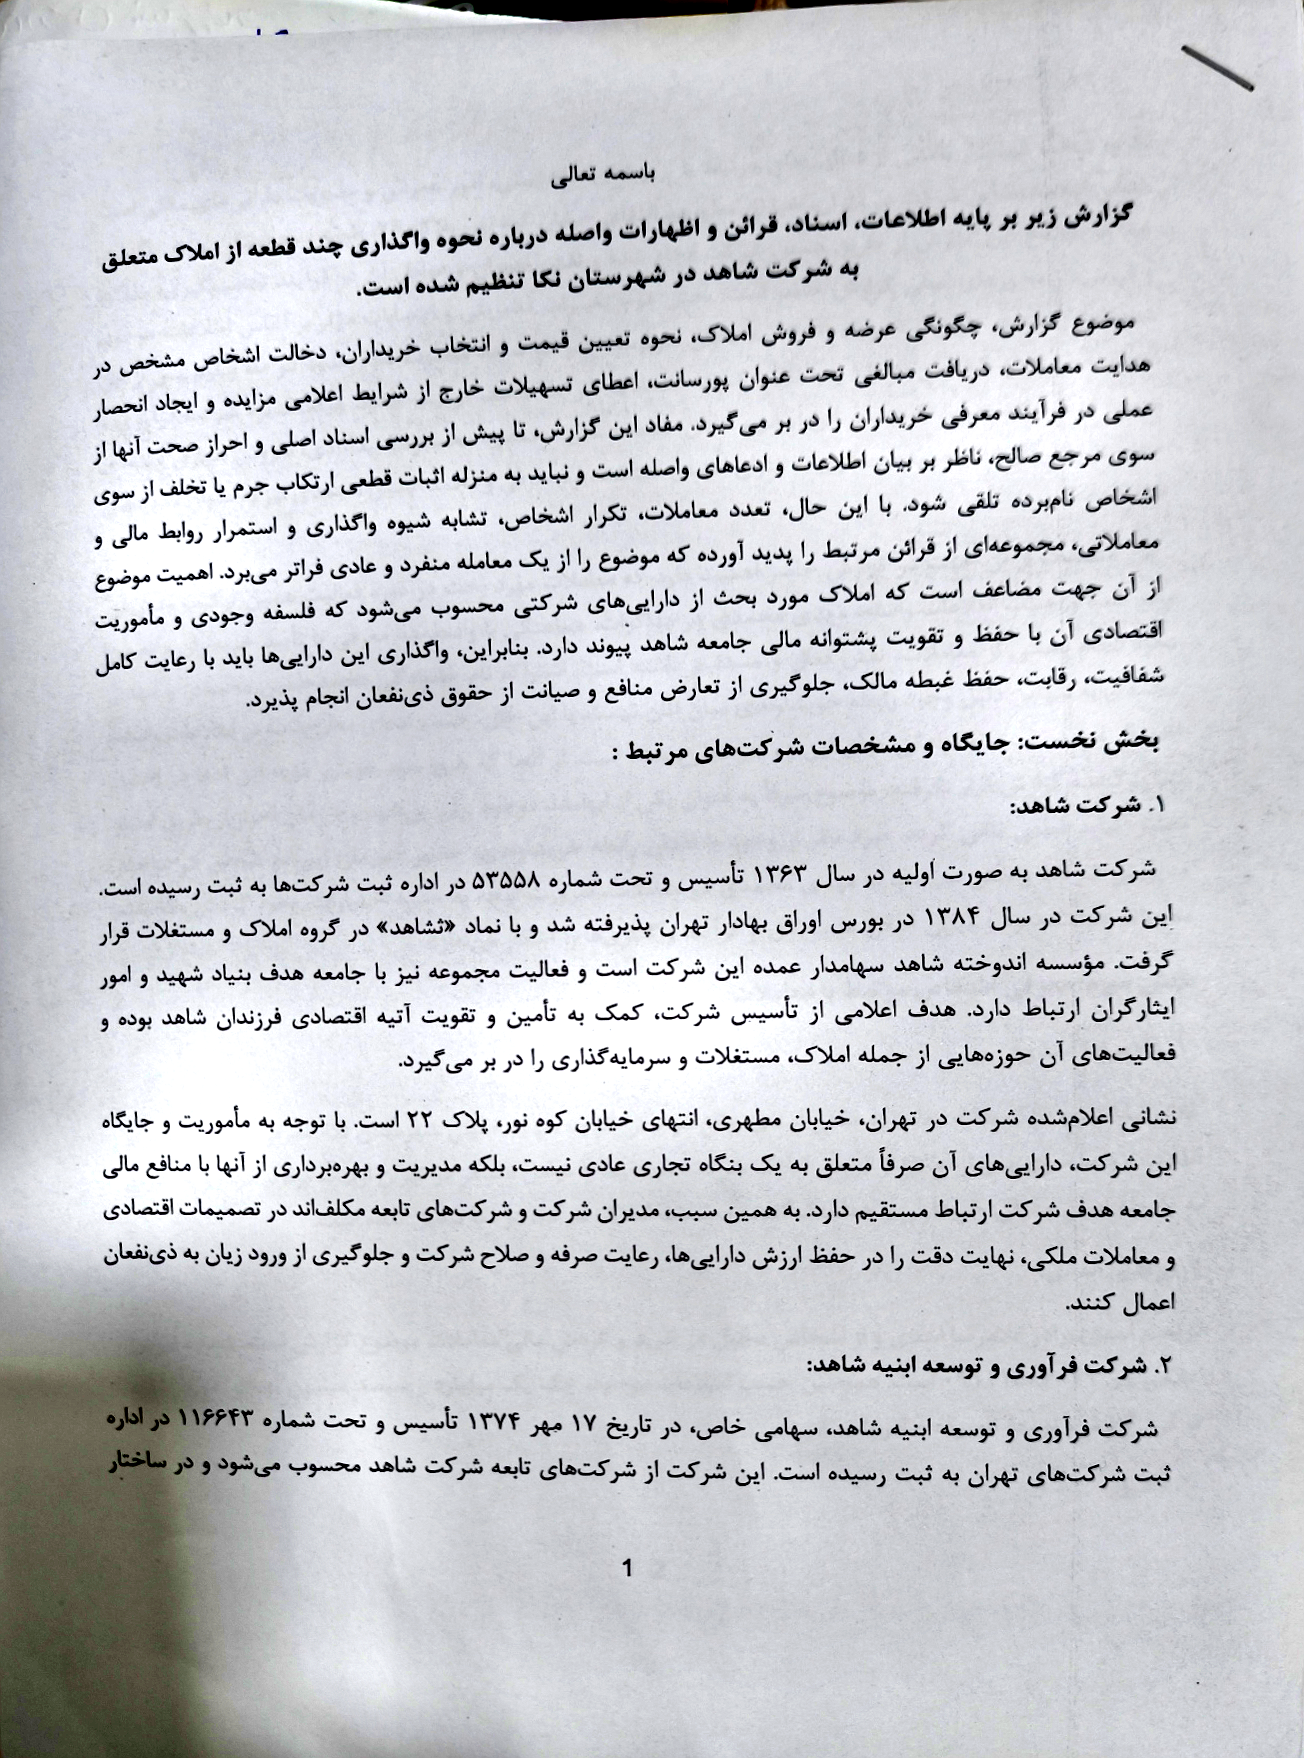 باسمه تعالی
گزارش زیر بر پایه اطلاعات، اسناد، قرائن و اظهارات واصله درباره نحوه واگذاری چند قطعه از املاک متعلق
به شرکت شاهد در شهرستان نکا تنظیم شده است.
موضوع گزارش، چگونگی عرضه و فروش املاک، نحوه تعیین قیمت و انتخاب خریداران، دخالت اشخاص مشخص در
هدایت معاملات، دریافت مبالغی تحت عنوان پورسانت، اعطای تسهیلات خارج از شرایط اعلامی مزایده و ایجاد انحصار
عملی در فرآیند معرفی خریداران را در بر می‌گیرد. مفاد این گزارش، تا پیش از بررسی اسناد اصلی و احراز صحت آنها از
سوی مرجع صالح، ناظر بر بیان اطلاعات و ادعاهای واصله است و نباید به منزله اثبات قطعی ارتکاب جرم یا تخلف از سوی
اشخاص نام‌برده تلقی شود. با این حال، تعدد معاملات، تکرار اشخاص، تشابه شیوه واگذاری و استمرار روابط مالی و
معاملاتی، مجموعه‌ای از قرائن مرتبط را پدید آورده که موضوع را از یک معامله منفرد و عادی فراتر می‌برد. اهمیت موضوع
از آن جهت مضاعف است که املاک مورد بحث از دارایی‌های شرکتی محسوب می‌شود که فلسفه وجودی و مأموریت
اقتصادی آن با حفظ و تقویت پشتوانه مالی جامعه شاهد پیوند دارد. بنابراین، واگذاری این دارایی‌ها باید با رعایت کامل
شفافیت، رقابت، حفظ غبطه مالک، جلوگیری از تعارض منافع و صیانت از حقوق ذی‌نفعان انجام پذیرد.
بخش نخست: جایگاه و مشخصات شرکت‌های مرتبط :
۱. شرکت شاهد:
شرکت شاهد به صورت اولیه در سال ۱۳۶۳ تأسیس و تحت شماره ۵۳۵۵۸ در اداره ثبت شرکت‌ها به ثبت رسیده است.
این شرکت در سال ۱۳۸۴ در بورس اوراق بهادار تهران پذیرفته شد و با نماد «ثشاهد» در گروه املاک و مستغلات قرار
گرفت. مؤسسه اندوخته شاهد سهامدار عمده این شرکت است و فعالیت مجموعه نیز با جامعه هدف بنیاد شهید و امور
ایثارگران ارتباط دارد. هدف اعلامی از تأسیس شرکت، کمک به تأمین و تقویت آتیه اقتصادی فرزندان شاهد بوده و
فعالیت‌های آن حوزه‌هایی از جمله املاک، مستغلات و سرمایه‌گذاری را در بر می‌گیرد.
نشانی اعلام‌شده شرکت در تهران، خیابان مطهری، انتهای خیابان کوه نور، پلاک ۲۲ است. با توجه به مأموریت و جایگاه
این شرکت، دارایی‌های آن صرفاً متعلق به یک بنگاه تجاری عادی نیست، بلکه مدیریت و بهره‌برداری از آنها با منافع مالی
جامعه هدف شرکت ارتباط مستقیم دارد. به همین سبب، مدیران شرکت و شرکت‌های تابعه مکلف‌اند در تصمیمات اقتصادی
و معاملات ملکی، نهایت دقت را در حفظ ارزش دارایی‌ها، رعایت صرفه و صلاح شرکت و جلوگیری از ورود زیان به ذی‌نفعان
اعمال کنند.
۲. شرکت فرآوری و توسعه ابنیه شاهد:
شرکت فرآوری و توسعه ابنیه شاهد، سهامی خاص، در تاریخ ۱۷ مهر ۱۳۷۴ تأسیس و تحت شماره ۱۱۶۶۴۳ در اداره
ثبت شرکت‌های تهران به ثبت رسیده است. این شرکت از شرکت‌های تابعه شرکت شاهد محسوب می‌شود و در ساختار
1